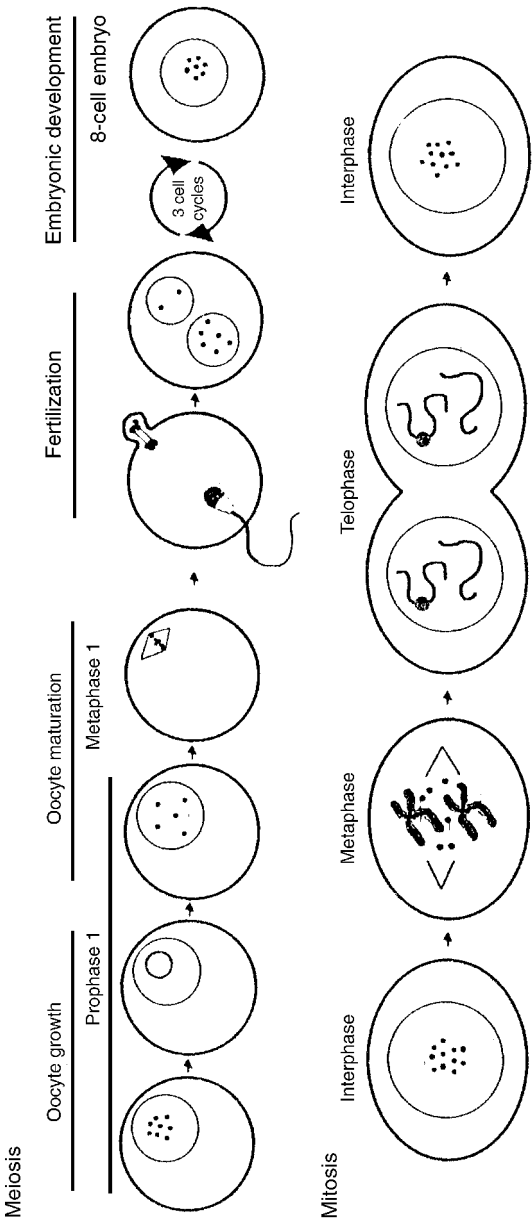 Meiosis
Oocyte growth
Oocyte maturation
Fertilization
Embryonic development
Prophase 1
Metaphase 1
8-cell embryo
3 cell
cycles
Mitosis
Interphase
Metaphase
Telophase
Interphase